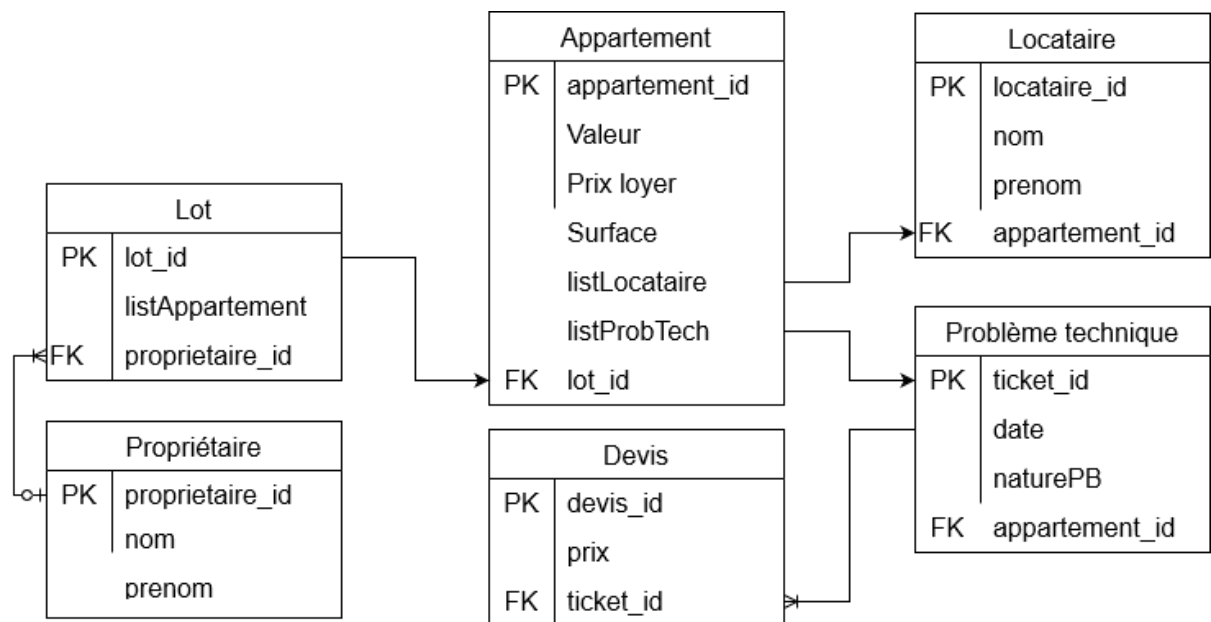 Lot
PK lot_id
listAppartement
FK proprietaire_id
Propriétaire
PK proprietaire_id
nom
prenom
Appartement
PK appartement_id
Valeur
Prix loyer
Surface
listLocataire
listProbTech
FK lot_id
Devis
PK devis_id
prix
FK ticket_id
Locataire
PK locataire_id
nom
prenom
FK appartement_id
Problème technique
PK ticket_id
date
naturePB
FK appartement_id